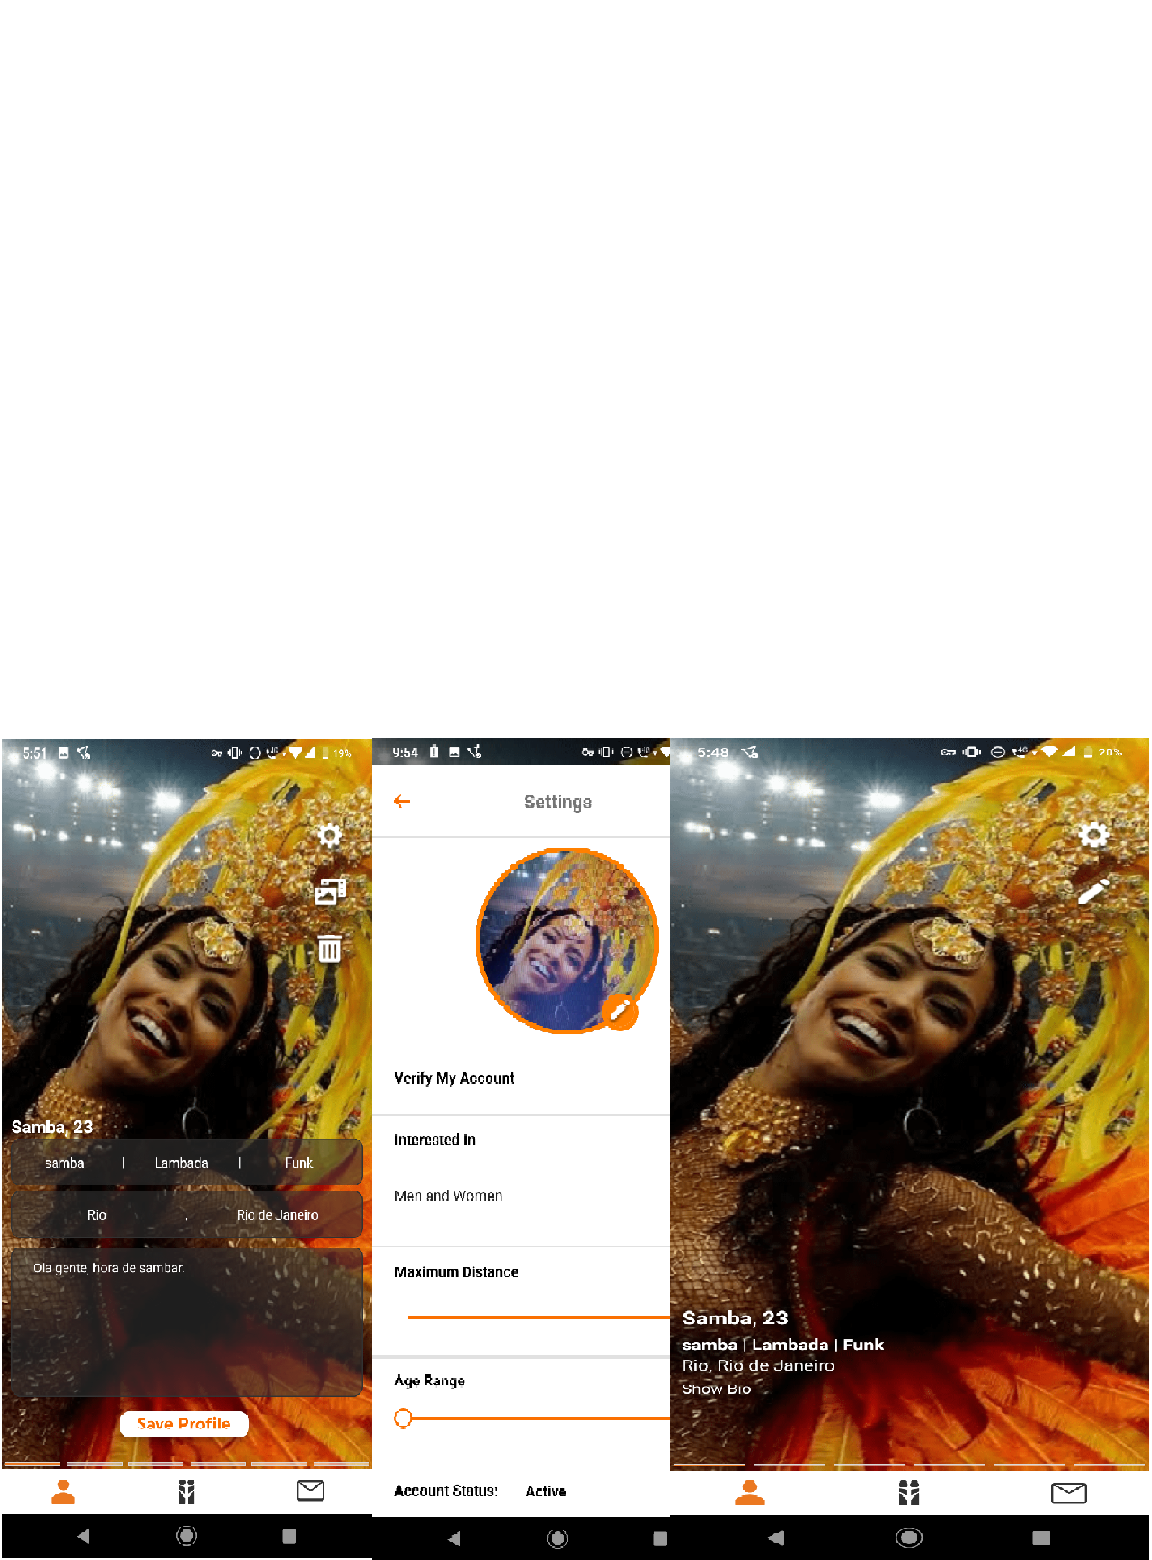 5:51
19%
Samba, 23
samba | Lambada | Funk
Rio , Rio de Janeiro
Ola gente, hora de sambar.
Save Profile
9:54
Settings
Verify My Account
Interested In
Men and Women
Maximum Distance
Age Range
Account Status: Active
5:48
20%
Samba, 23
samba | Lambada | Funk
Rio, Rio de Janeiro
Show Bio